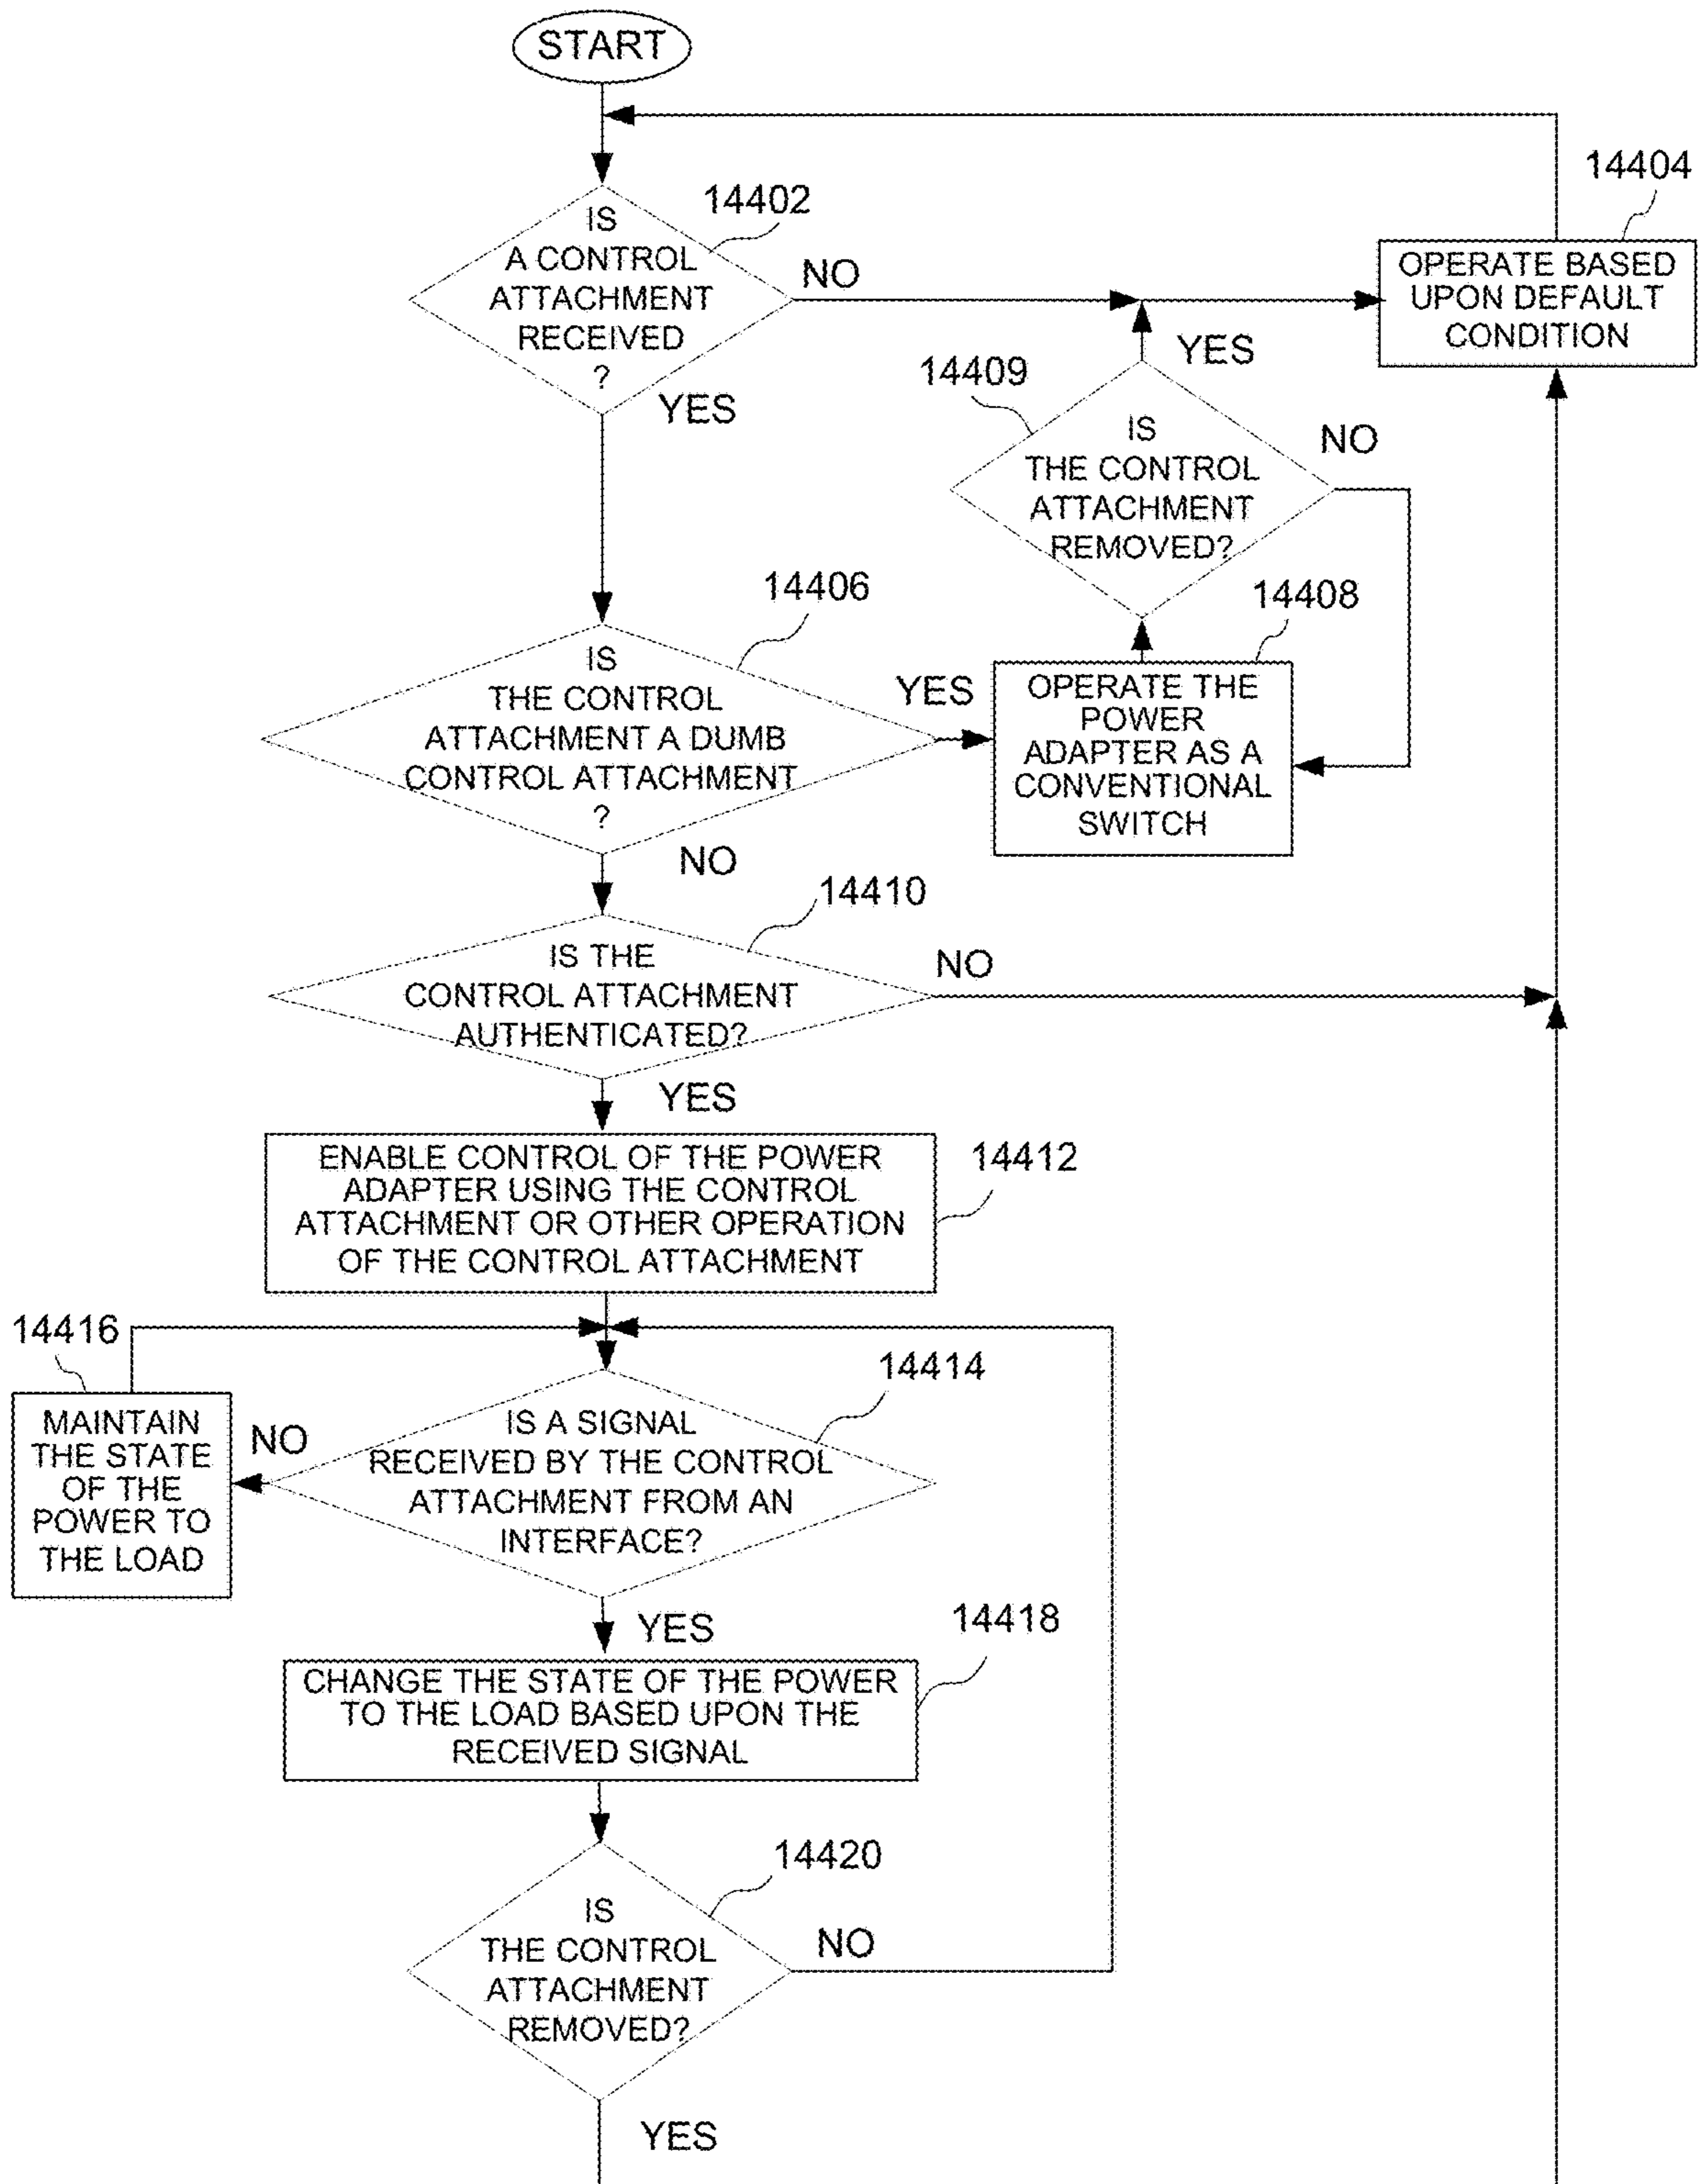 START
14402
IS
A CONTROL
ATTACHMENT
RECEIVED
?
NO
YES
14404
OPERATE BASED
UPON DEFAULT
CONDITION
14409
YES
IS
THE CONTROL
ATTACHMENT
REMOVED?
NO
14406
IS
THE CONTROL
ATTACHMENT A DUMB
CONTROL ATTACHMENT
?
YES
NO
14408
OPERATE THE
POWER
ADAPTER AS A
CONVENTIONAL
SWITCH
14410
IS THE
CONTROL ATTACHMENT
AUTHENTICATED?
NO
YES
14412
ENABLE CONTROL OF THE POWER
ADAPTER USING THE CONTROL
ATTACHMENT OR OTHER OPERATION
OF THE CONTROL ATTACHMENT
14416
MAINTAIN
THE STATE
OF THE
POWER TO
THE LOAD
NO
14414
IS A SIGNAL
RECEIVED BY THE CONTROL
ATTACHMENT FROM AN
INTERFACE?
YES
14418
CHANGE THE STATE OF THE POWER
TO THE LOAD BASED UPON THE
RECEIVED SIGNAL
14420
IS
THE CONTROL
ATTACHMENT
REMOVED?
NO
YES